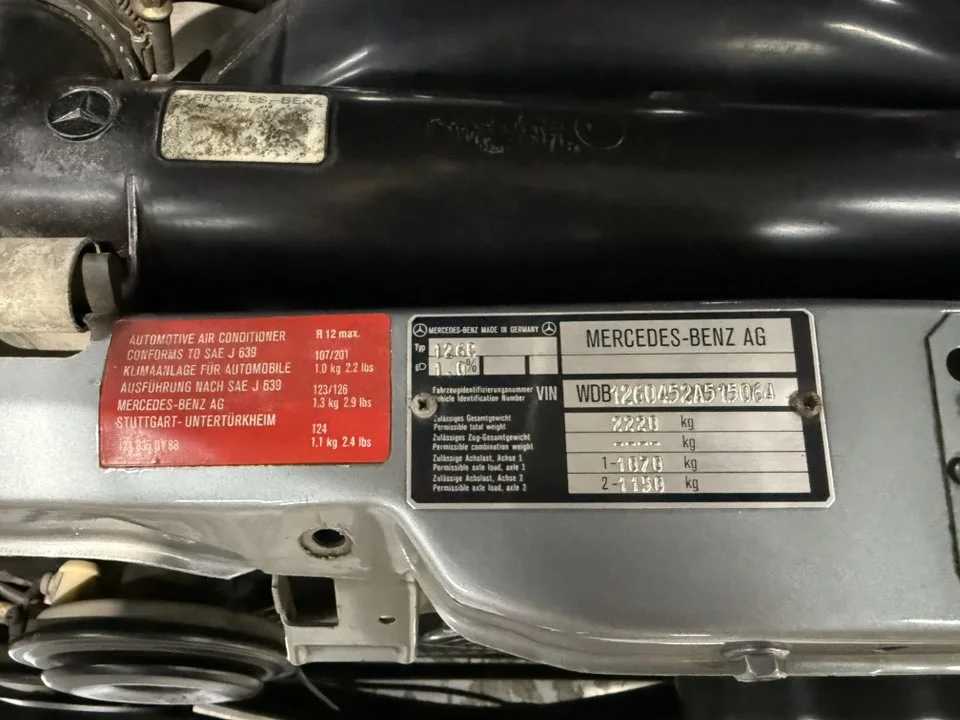 MERCEDES-BENZ
AUTOMOTIVE AIR CONDITIONER R 12 max.
CONFORMS TO SAE J 639
KLIMAANLAGE FÜR AUTOMOBILE
AUSFÜHRUNG NACH SAE J 639
MERCEDES-BENZ AG
STUTTGART- UNTERTÜRKHEIM
107/201
1.0 kg 2.2 lbs
123/126
1.3 kg 2.9 lbs
124
1.1 kg 2.4 lbs
MERCEDES-BENZ MADE IN GERMANY
MERCEDES-BENZ AG
Typ
1.0%
Fahrzeugidentifizierungsnummer
Vehicle Identification Number
VIN WDB1260452A515064
Zulässiges Gesamtgewicht
Permissible total weight
2220 kg
Zulässiges Zug-Gesamtgewicht
Permissible combination weight
---- kg
Zulässige Achslast, Achse 1
Permissible axle load, axle 1
1-1070 kg
Zulässige Achslast, Achse 2
Permissible axle load, axle 2
2-1190 kg